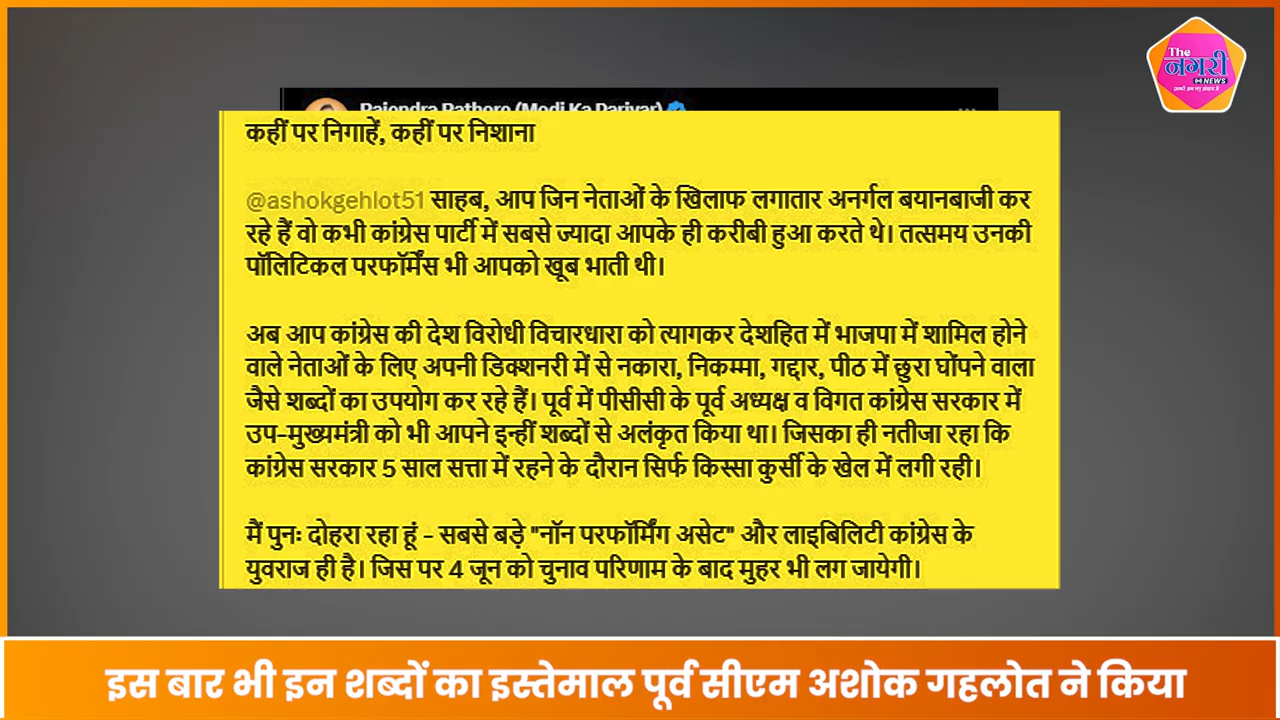 The
नगरी
NEWS
Rajendra Rathore (Modi Ka Parivar)
कहीं पर निगाहें, कहीं पर निशाना
@ashokgehlot51 साहब, आप जिन नेताओं के खिलाफ लगातार अनर्गल बयानबाजी कर
रहे हैं वो कभी कांग्रेस पार्टी में सबसे ज्यादा आपके ही करीबी हुआ करते थे। तत्समय उनकी
पॉलिटिकल परफॉर्मेंस भी आपको खूब भाती थी।
अब आप कांग्रेस की देश विरोधी विचारधारा को त्यागकर देशहित में भाजपा में शामिल होने
वाले नेताओं के लिए अपनी डिक्शनरी में से नकारा, निकम्मा, गद्दार, पीठ में छुरा घोंपने वाला
जैसे शब्दों का उपयोग कर रहे हैं। पूर्व में पीसीसी के पूर्व अध्यक्ष व विगत कांग्रेस सरकार में
उप-मुख्यमंत्री को भी आपने इन्हीं शब्दों से अलंकृत किया था। जिसका ही नतीजा रहा कि
कांग्रेस सरकार 5 साल सत्ता में रहने के दौरान सिर्फ किस्सा कुर्सी के खेल में लगी रही।
मैं पुनः दोहरा रहा हूं - सबसे बड़े "नॉन परफॉर्मिंग असेट" और लाइबिलिटी कांग्रेस के
युवराज ही है। जिस पर 4 जून को चुनाव परिणाम के बाद मुहर भी लग जायेगी।
इस बार भी इन शब्दों का इस्तेमाल पूर्व सीएम अशोक गहलोत ने किया